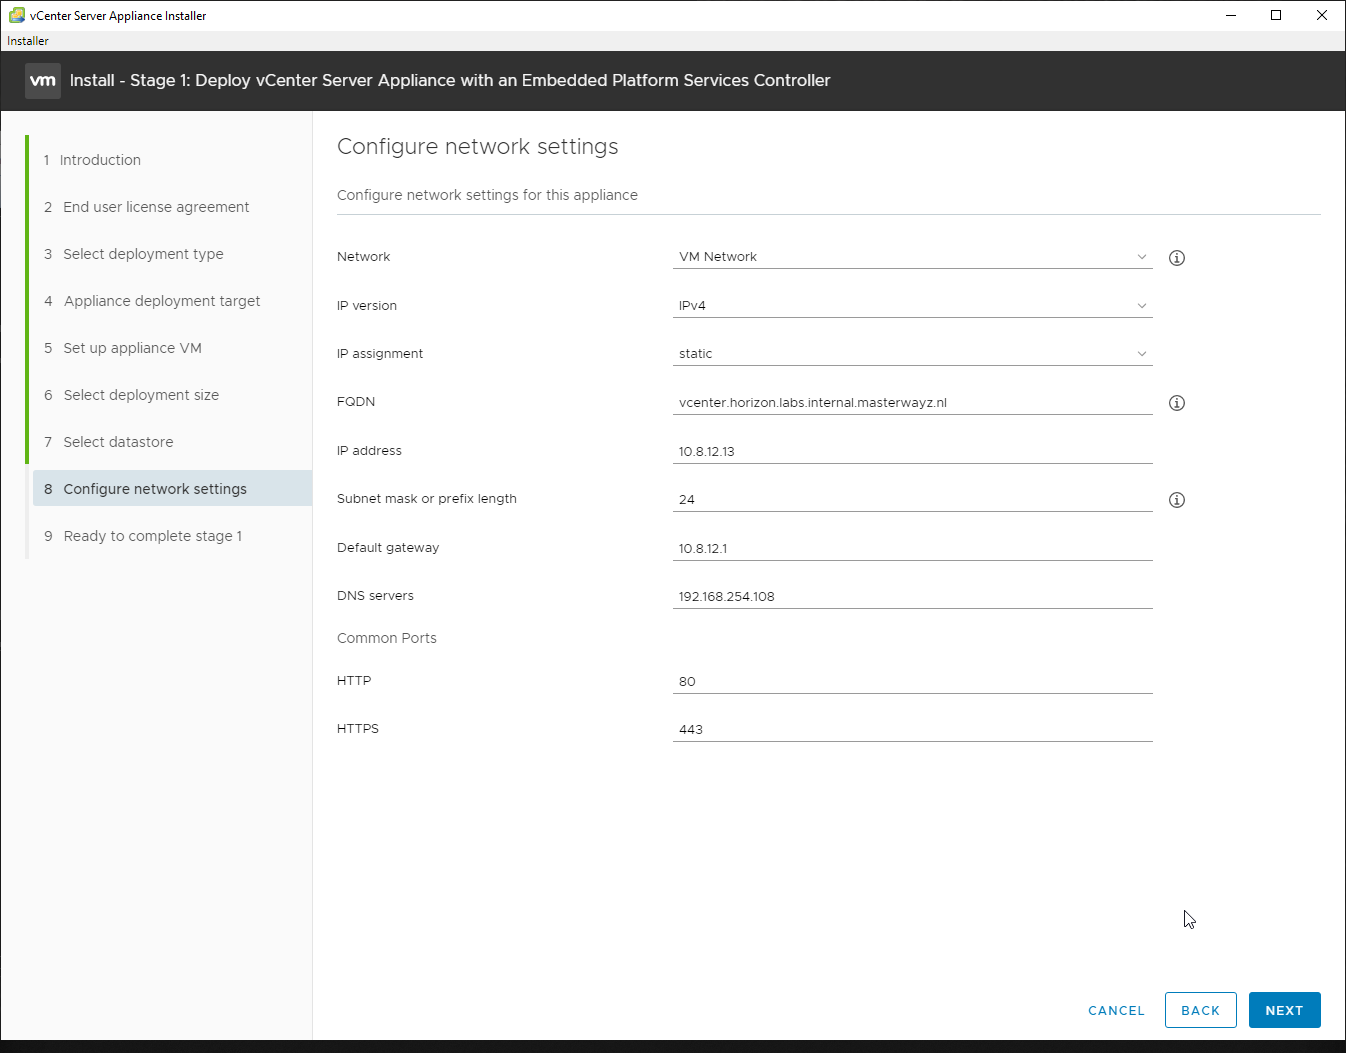 vCenter Server Appliance Installer
Installer
vm Install - Stage 1: Deploy vCenter Server Appliance with an Embedded Platform Services Controller
1 Introduction
2 End user license agreement
3 Select deployment type
4 Appliance deployment target
5 Set up appliance VM
6 Select deployment size
7 Select datastore
8 Configure network settings
9 Ready to complete stage 1
Configure network settings
Configure network settings for this appliance
Network VM Network
IP version IPv4
IP assignment static
FQDN vcenter.horizon.labs.internal.masterwayz.nl
IP address 10.8.12.13
Subnet mask or prefix length 24
Default gateway 10.8.12.1
DNS servers 192.168.254.108
Common Ports
HTTP 80
HTTPS 443
CANCEL BACK NEXT